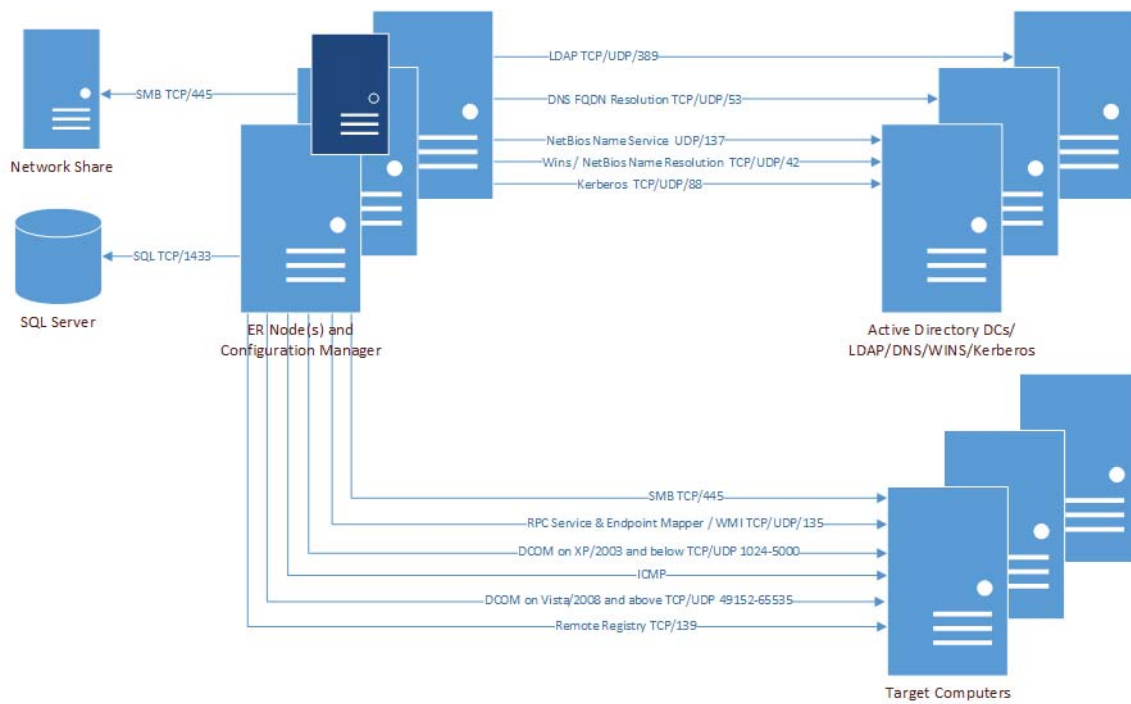 LDAP TCP/UDP/389
SMB TCP/445
DNS FQDN Resolution TCP/UDP/53
NetBios Name Service UDP/137
Wins / NetBios Name Resolution TCP/UDP/42
Kerberos TCP/UDP/88
Network Share
SQL TCP/1433
SQL Server
ER Node(s) and
Configuration Manager
Active Directory DCs/
LDAP/DNS/WINS/Kerberos
SMB TCP/445
RPC Service & Endpoint Mapper / WMI TCP/UDP/135
DCOM on XP/2003 and below TCP/UDP 1024-5000
ICMP
DCOM on Vista/2008 and above TCP/UDP 49152-65535
Remote Registry TCP/139
Target Computers